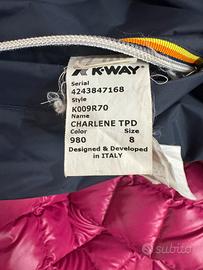 K-WAY
Serial
4243847168
Style
K009R70
Name
CHARLENE TPD
Color Size
980 8
Designed & Developed
in ITALY
subito